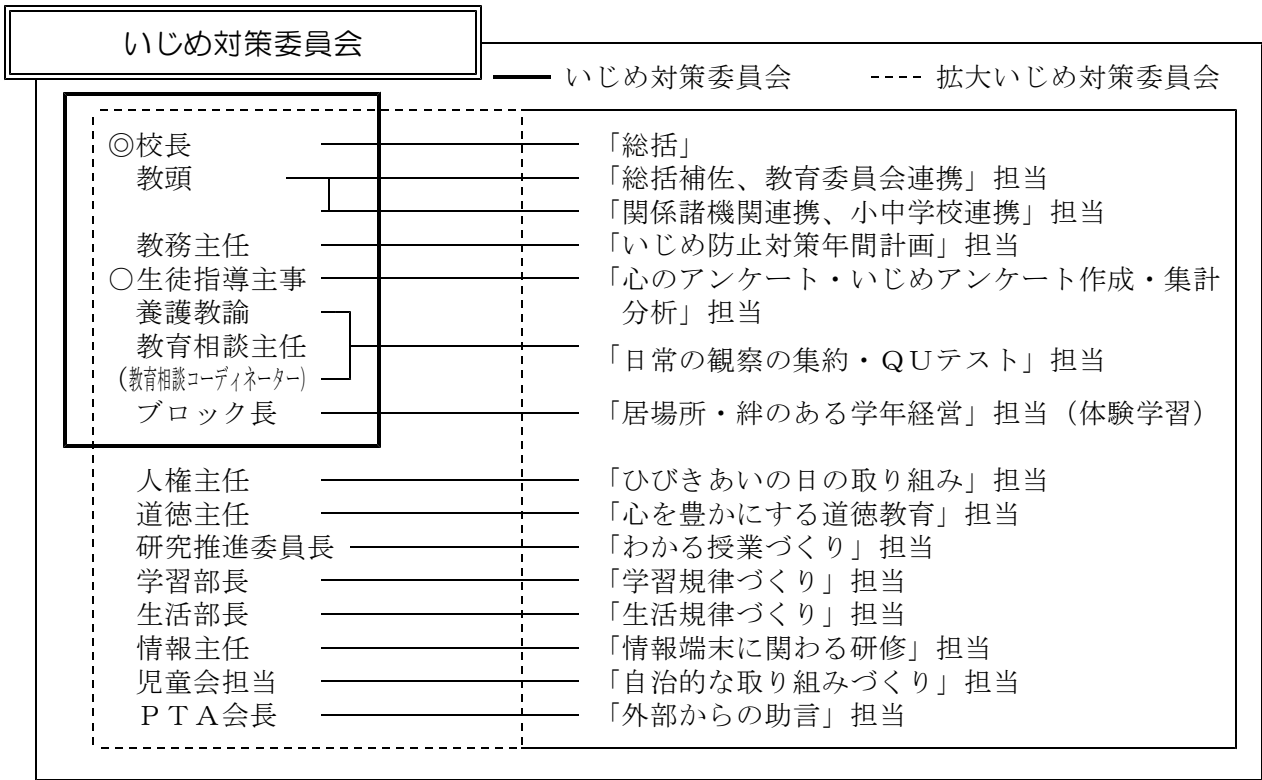 いじめ対策委員会
いじめ対策委員会 拡大いじめ対策委員会
◎校長 「総括」
教頭 「総括補佐、教育委員会連携」担当
「関係諸機関連携、小中学校連携」担当
教務主任 「いじめ防止対策年間計画」担当
○生徒指導主事 「心のアンケート・いじめアンケート作成・集計
養護教諭 分析」担当
教育相談主任 「日常の観察の集約・QUテスト」担当
(教育相談コーディネーター)
ブロック長 「居場所・絆のある学年経営」担当(体験学習)
人権主任 「ひびきあいの日の取り組み」担当
道徳主任 「心を豊かにする道徳教育」担当
研究推進委員長 「わかる授業づくり」担当
学習部長 「学習規律づくり」担当
生活部長 「生活規律づくり」担当
情報主任 「情報端末に関わる研修」担当
児童会担当 「自治的な取り組みづくり」担当
PTA会長 「外部からの助言」担当